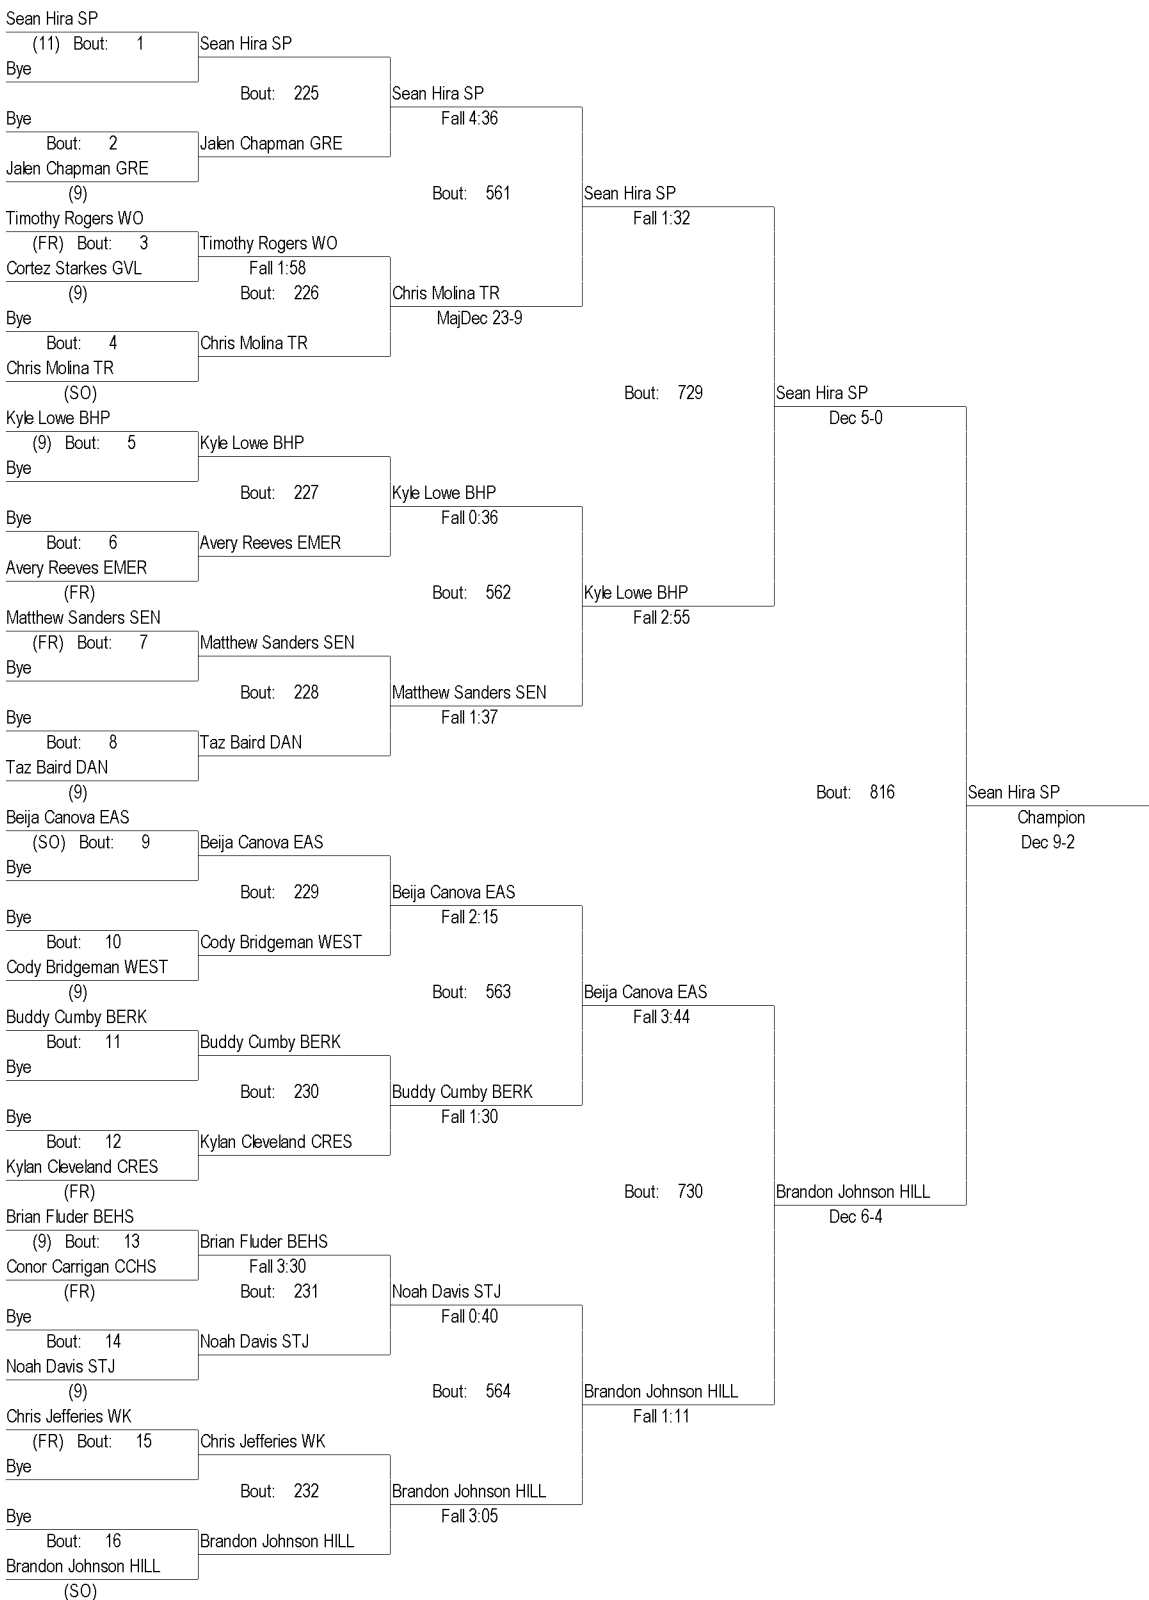 Sean Hira SP
(11) Bout: 1 Sean Hira SP
Bye
Bout: 225 Sean Hira SP
Bye Fall 4:36
Bout: 2 Jalen Chapman GRE
Jalen Chapman GRE
(9) Bout: 561 Sean Hira SP
Timothy Rogers WO Fall 1:32
(FR) Bout: 3 Timothy Rogers WO
Cortez Starkes GVL Fall 1:58
(9) Bout: 226 Chris Molina TR
Bye MajDec 23-9
Bout: 4 Chris Molina TR
Chris Molina TR
(SO) Bout: 729 Sean Hira SP
Kyle Lowe BHP Dec 5-0
(9) Bout: 5 Kyle Lowe BHP
Bye
Bout: 227 Kyle Lowe BHP
Bye Fall 0:36
Bout: 6 Avery Reeves EMER
Avery Reeves EMER
(FR) Bout: 562 Kyle Lowe BHP
Matthew Sanders SEN Fall 2:55
(FR) Bout: 7 Matthew Sanders SEN
Bye
Bout: 228 Matthew Sanders SEN
Bye Fall 1:37
Bout: 8 Taz Baird DAN
Taz Baird DAN
(9) Bout: 816 Sean Hira SP
Beija Canova EAS Champion
(SO) Bout: 9 Beija Canova EAS Dec 9-2
Bye
Bout: 229 Beija Canova EAS
Bye Fall 2:15
Bout: 10 Cody Bridgeman WEST
Cody Bridgeman WEST
(9) Bout: 563 Beija Canova EAS
Buddy Cumby BERK Fall 3:44
Bout: 11 Buddy Cumby BERK
Bye
Bout: 230 Buddy Cumby BERK
Bye Fall 1:30
Bout: 12 Kylan Cleveland CRES
Kylan Cleveland CRES
(FR) Bout: 730 Brandon Johnson HILL
Brian Fluder BEHS Dec 6-4
(9) Bout: 13 Brian Fluder BEHS
Conor Carrigan CCHS Fall 3:30
(FR) Bout: 231 Noah Davis STJ
Bye Fall 0:40
Bout: 14 Noah Davis STJ
Noah Davis STJ
(9) Bout: 564 Brandon Johnson HILL
Chris Jefferies WK Fall 1:11
(FR) Bout: 15 Chris Jefferies WK
Bye
Bout: 232 Brandon Johnson HILL
Bye Fall 3:05
Bout: 16 Brandon Johnson HILL
Brandon Johnson HILL
(SO)